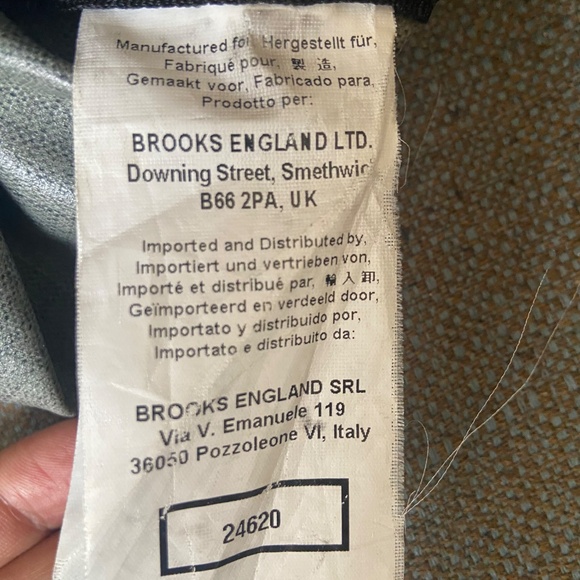 Manufactured for, Hergestellt für,
Fabriqué pour, 製 造,
Gemaakt voor, Fabricado para,
Prodotto per:
BROOKS ENGLAND LTD.
Downing Street, Smethwick
B66 2PA, UK
Imported and Distributed by,
Importiert und vertrieben von,
Importé et distribué par, 輸 入 卸,
Geïmporteerd en verdeeld door,
Importato y distribuido por,
Importato e distribuito da:
BROOKS ENGLAND SRL
Via V. Emanuele 119
36050 Pozzoleone VI, Italy
24620